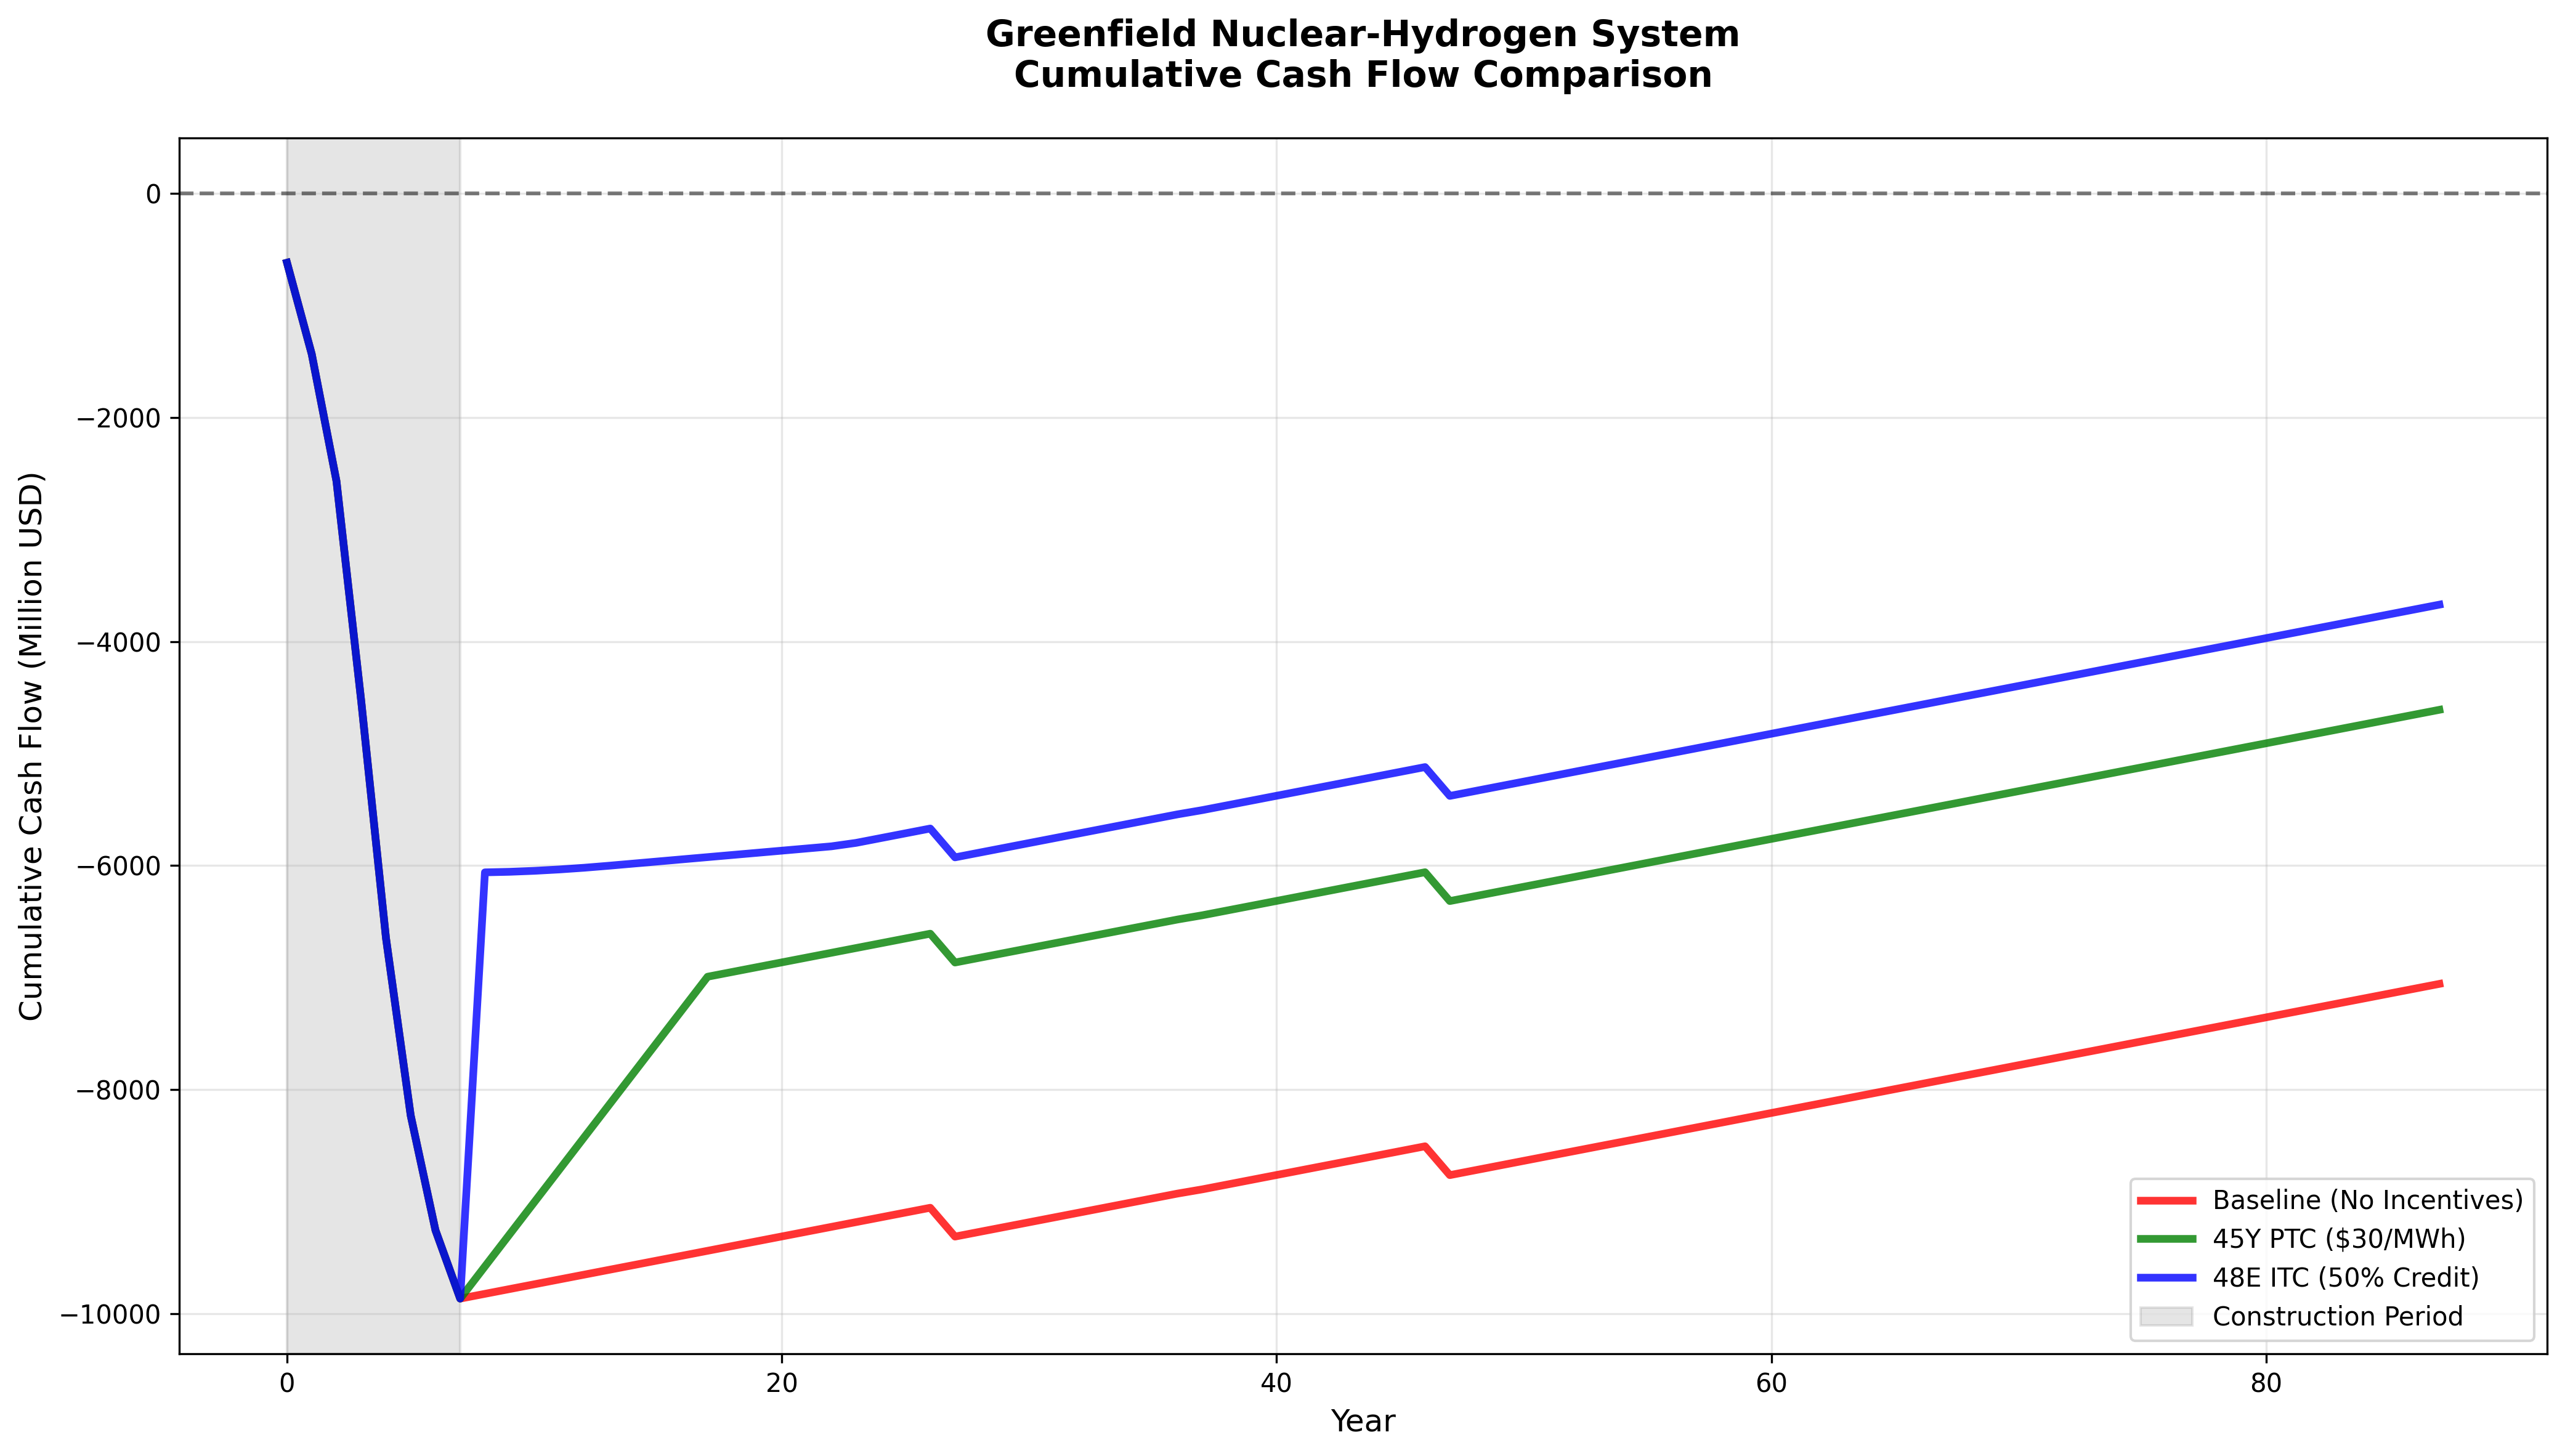 Greenfield Nuclear-Hydrogen System
Cumulative Cash Flow Comparison
Cumulative Cash Flow (Million USD)
0
−2000
−4000
−6000
−8000
−10000
0
20
40
60
80
Year
Baseline (No Incentives)
45Y PTC ($30/MWh)
48E ITC (50% Credit)
Construction Period